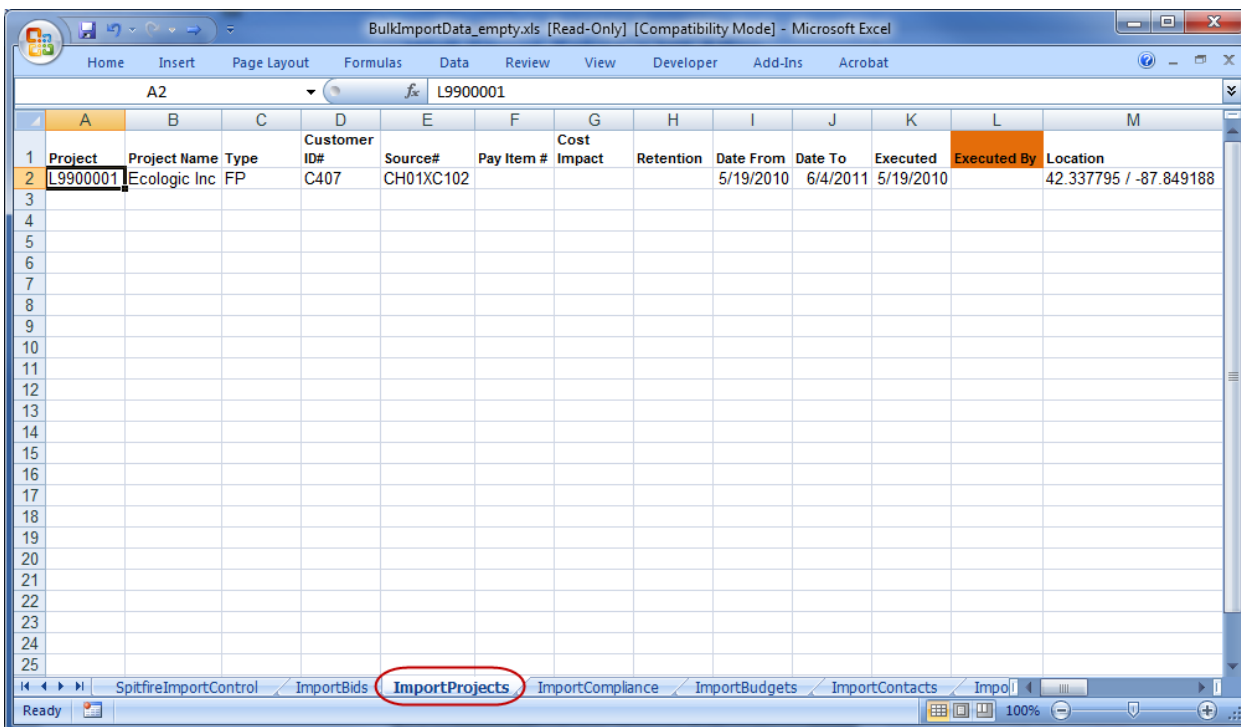 BulkImportData_empty.xls [Read-Only] [Compatibility Mode] - Microsoft Excel
Home Insert Page Layout Formulas Data Review View Developer Add-Ins Acrobat
A2 fx L9900001
A B C D E F G H I J K L M
1 Project Project Name Type Customer ID# Source# Pay Item # Cost Impact Retention Date From Date To Executed Executed By Location
2 L9900001 Ecologic Inc FP C407 CH01XC102 5/19/2010 6/4/2011 5/19/2010 42.337795 / -87.849188
3
4
5
6
7
8
9
10
11
12
13
14
15
16
17
18
19
20
21
22
23
24
25
SpitfireImportControl ImportBids ImportProjects ImportCompliance ImportBudgets ImportContacts Impo
Ready 100%